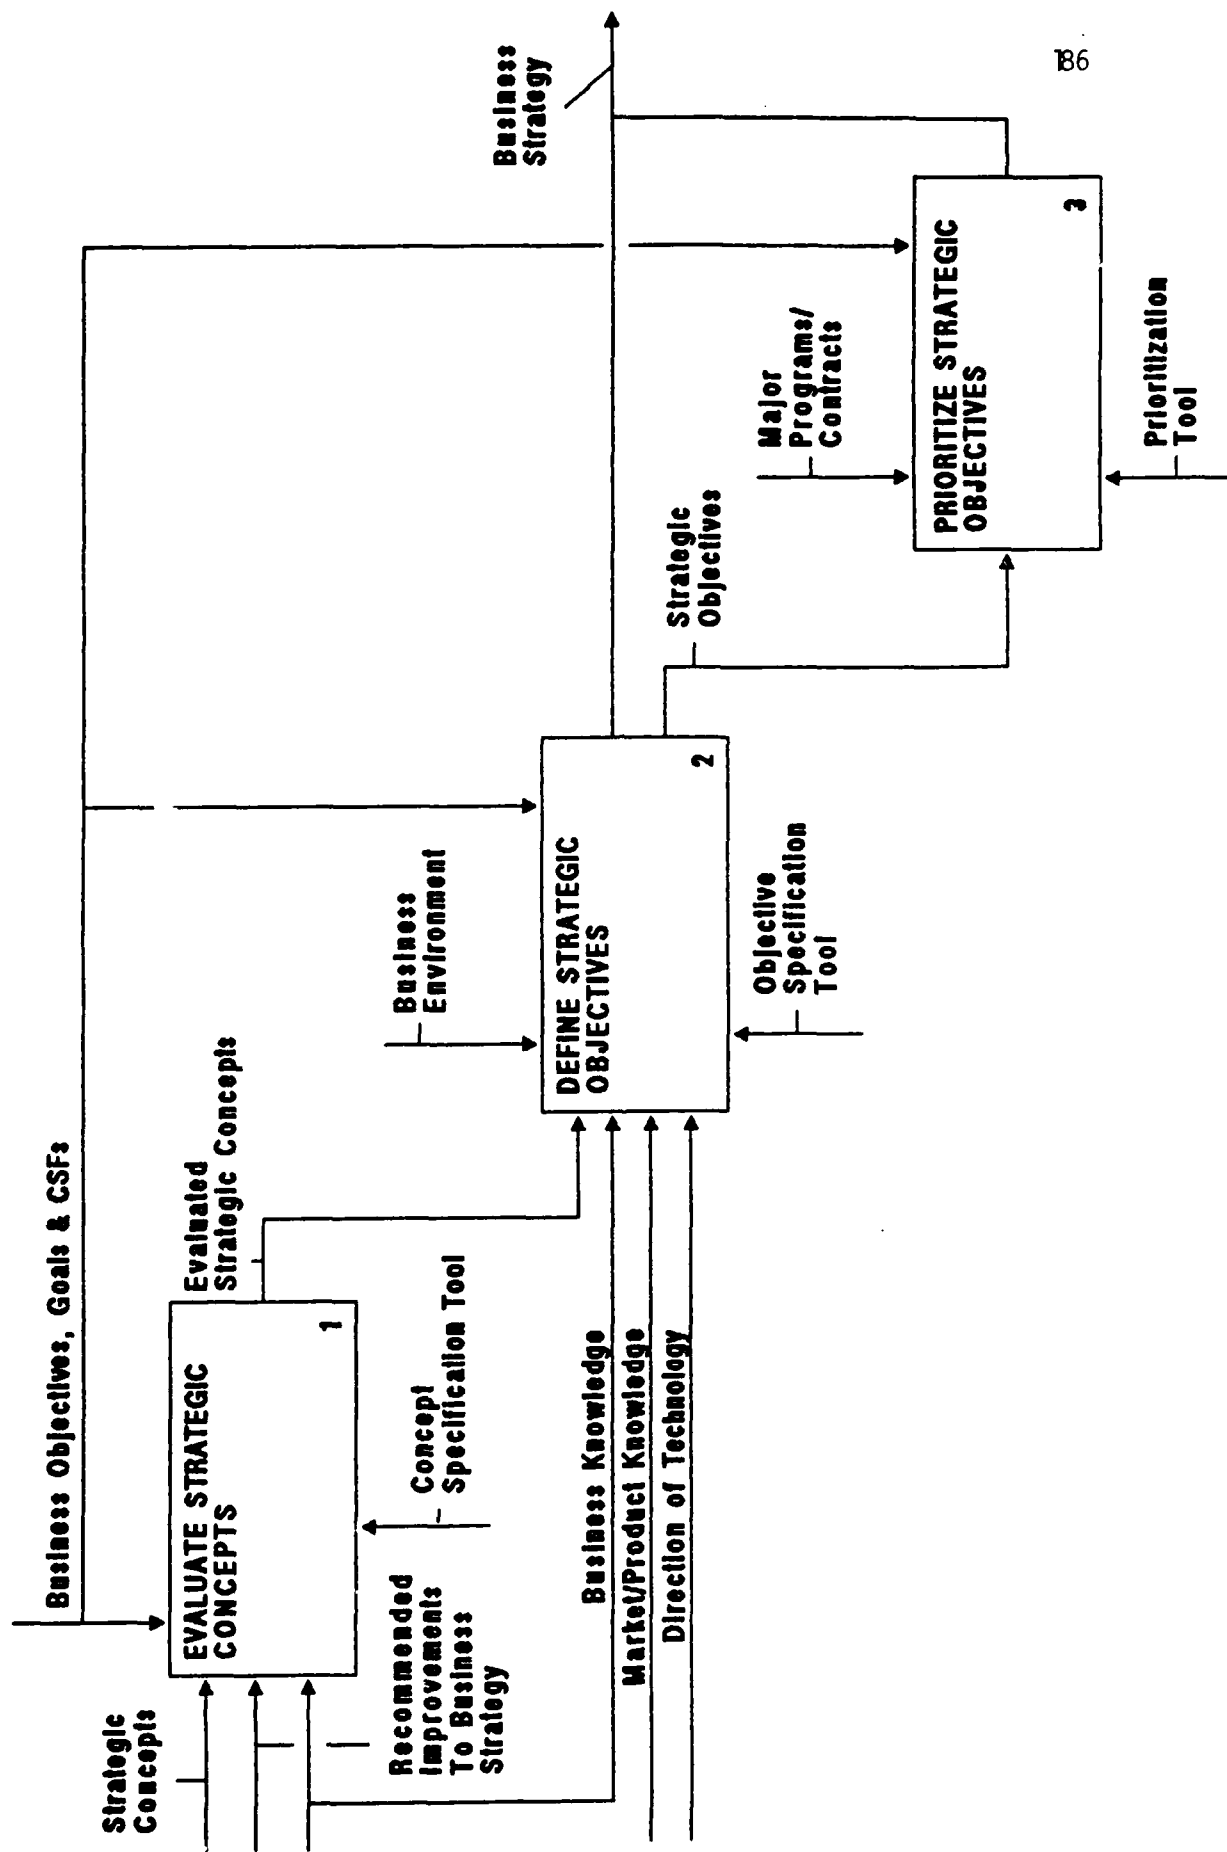 186
Business Objectives, Goals & CSFs
Strategic
Concepts
EVALUATE STRATEGIC
CONCEPTS
1
Evaluated
Strategic Concepts
Recommended
Improvements
To Business
Strategy
Concept
Specification Tool
Business Knowledge
Market/Product Knowledge
Direction of Technology
Business
Environment
DEFINE STRATEGIC
OBJECTIVES
2
Objective
Specification
Tool
Strategic
Objectives
Business
Strategy
Major
Programs/
Contracts
PRIORITIZE STRATEGIC
OBJECTIVES
3
Prioritization
Tool